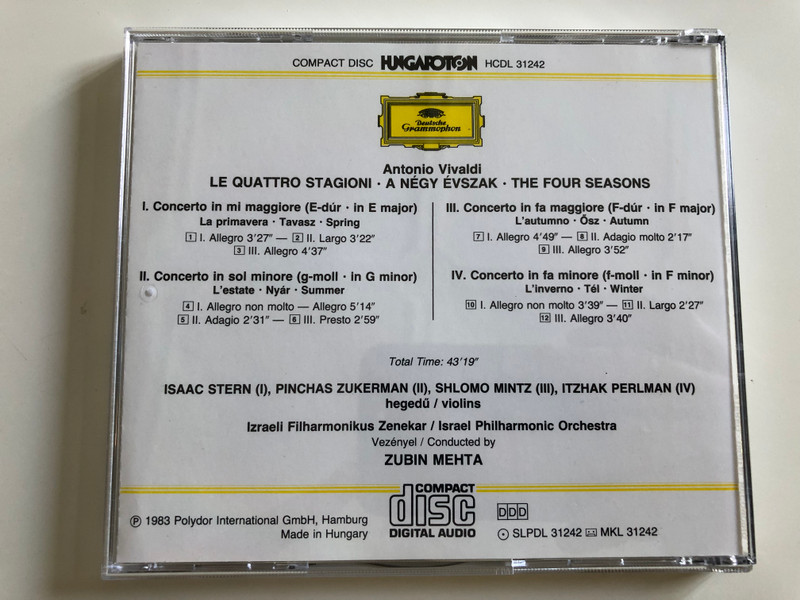 COMPACT DISC HUNGAROTON HCDL 31242
Deutsche
Grammophon
Antonio Vivaldi
LE QUATTRO STAGIONI · A NÉGY ÉVSZAK · THE FOUR SEASONS
I. Concerto in mi maggiore (E-dúr · in E major)
La primavera · Tavasz · Spring
1 I. Allegro 3’27” — 2 II. Largo 3’22”
3 III. Allegro 4’37”
II. Concerto in sol minore (g-moll · in G minor)
L’estate · Nyár · Summer
4 I. Allegro non molto — Allegro 5’14”
5 II. Adagio 2’31” — 6 III. Presto 2’59”
III. Concerto in fa maggiore (F-dúr · in F major)
L’autumno · Ősz · Autumn
7 I. Allegro 4’49” — 8 II. Adagio molto 2’17”
9 III. Allegro 3’52”
IV. Concerto in fa minore (f-moll · in F minor)
L’inverno · Tél · Winter
10 I. Allegro non molto 3’39” — 11 II. Largo 2’27”
12 III. Allegro 3’40”
Total Time: 43’19”
ISAAC STERN (I), PINCHAS ZUKERMAN (II), SHLOMO MINTZ (III), ITZHAK PERLMAN (IV)
hegedű / violins
Izraeli Filharmonikus Zenekar / Israel Philharmonic Orchestra
Vezényel / Conducted by
ZUBIN MEHTA
℗ 1983 Polydor International GmbH, Hamburg
Made in Hungary
COMPACT
disc
DIGITAL AUDIO
DDD
SLPDL 31242 MKL 31242